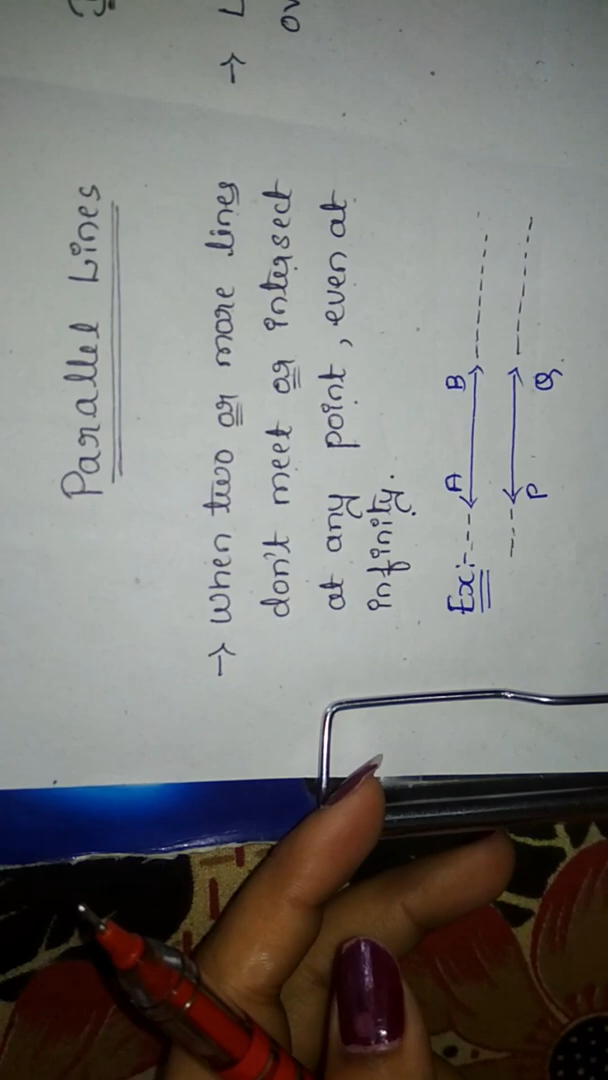 Parallel Lines
→ When two or more lines
don't meet or intersect
at any point, even at
infinity.
Ex:-
A B
P Q
→